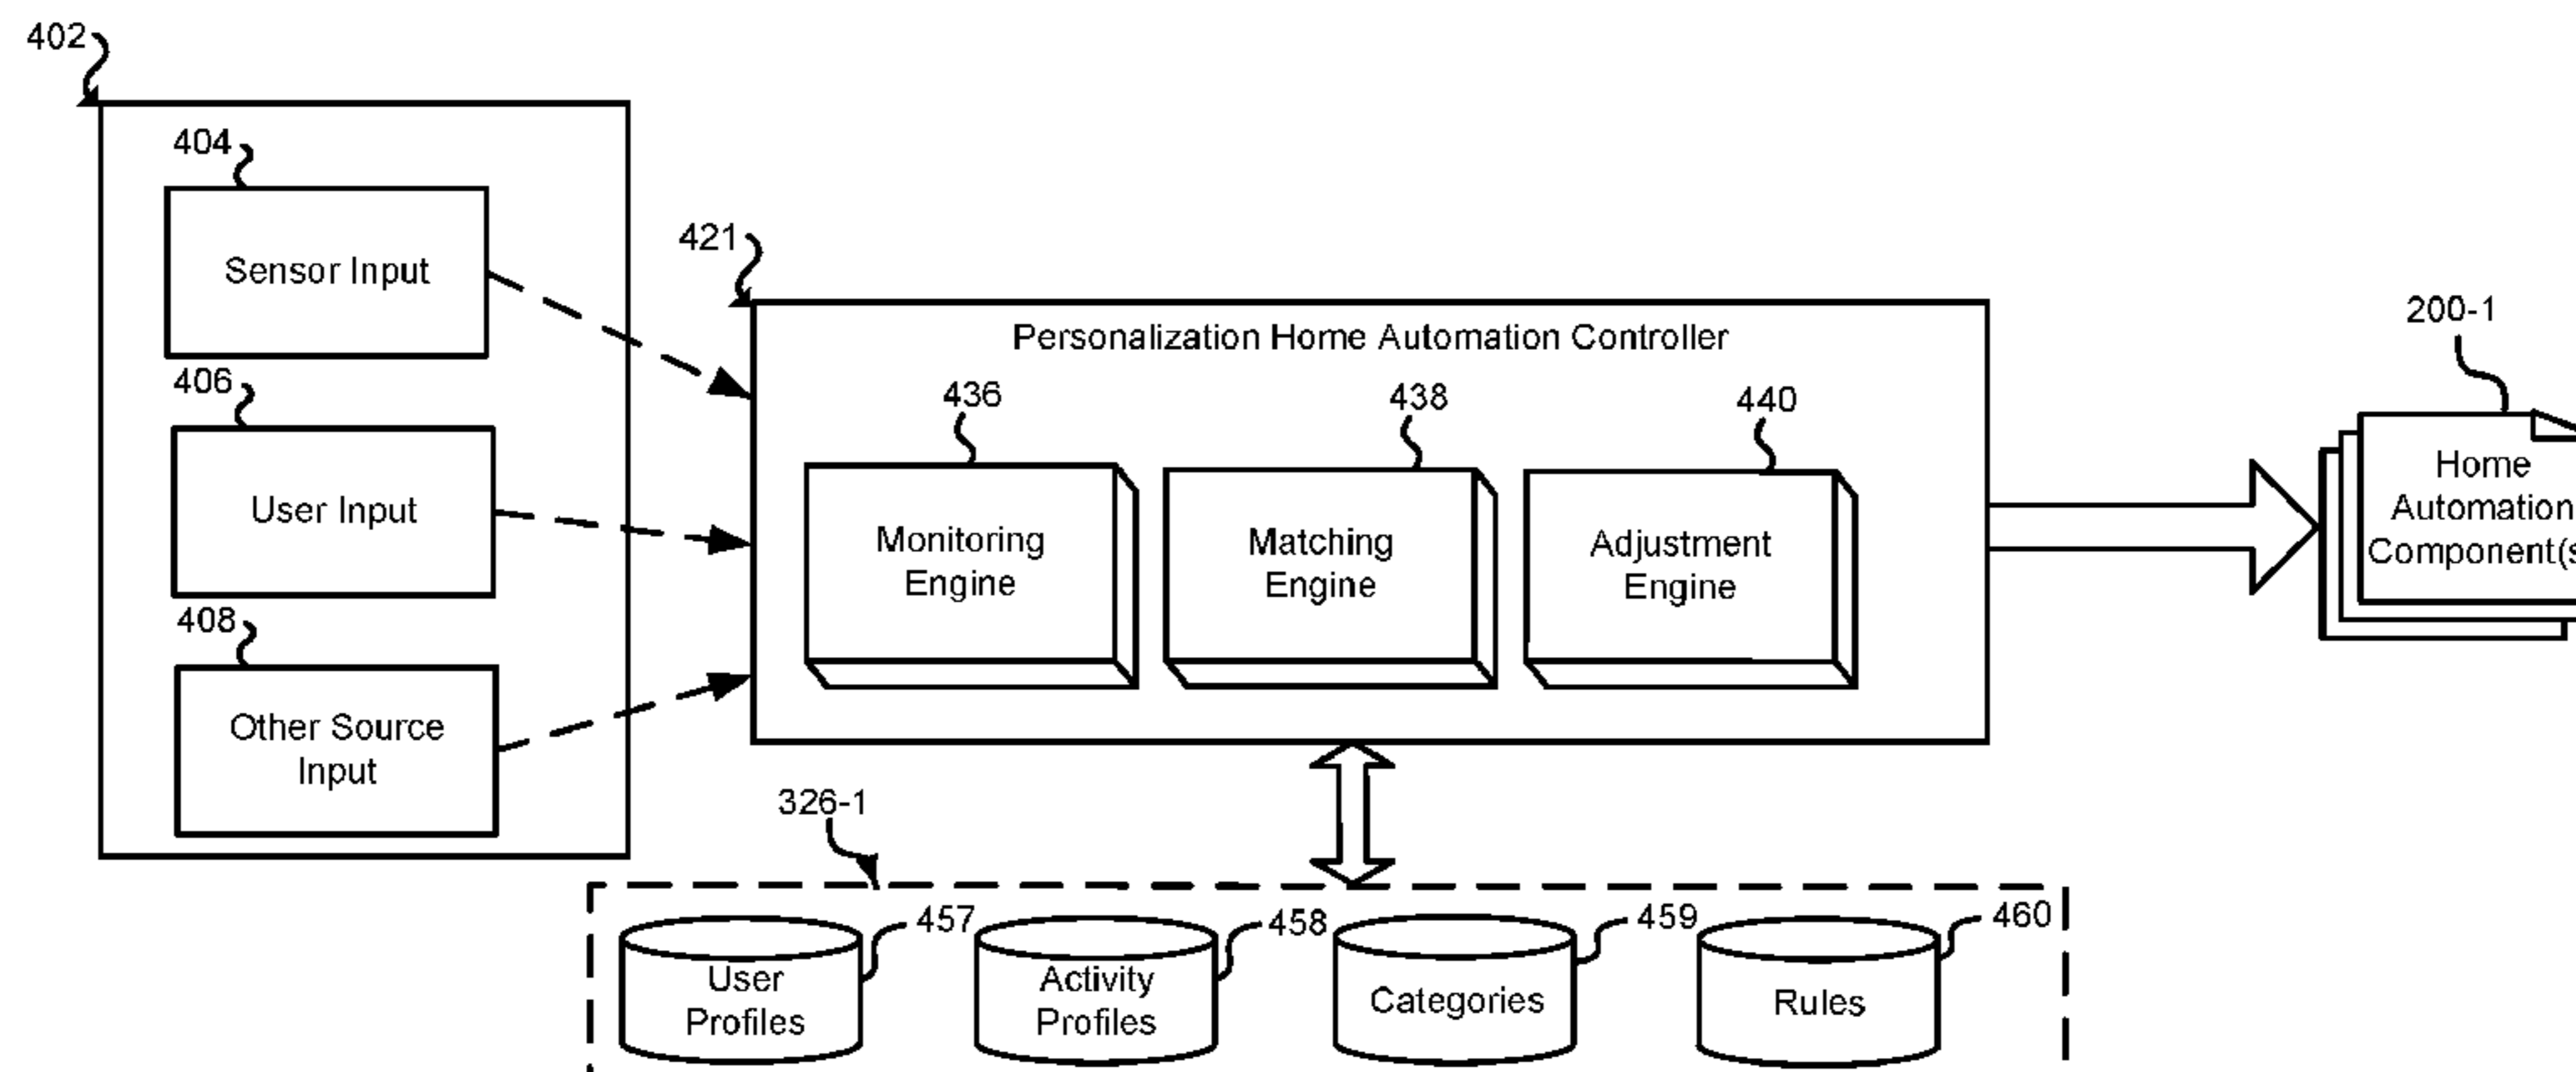 402
404
Sensor Input
406
User Input
408
Other Source
Input
421
Personalization Home Automation Controller
436
438
440
Monitoring
Engine
Matching
Engine
Adjustment
Engine
200-1
Home
Automation
Component(s
326-1
457
458
459
460
User
Profiles
Activity
Profiles
Categories
Rules